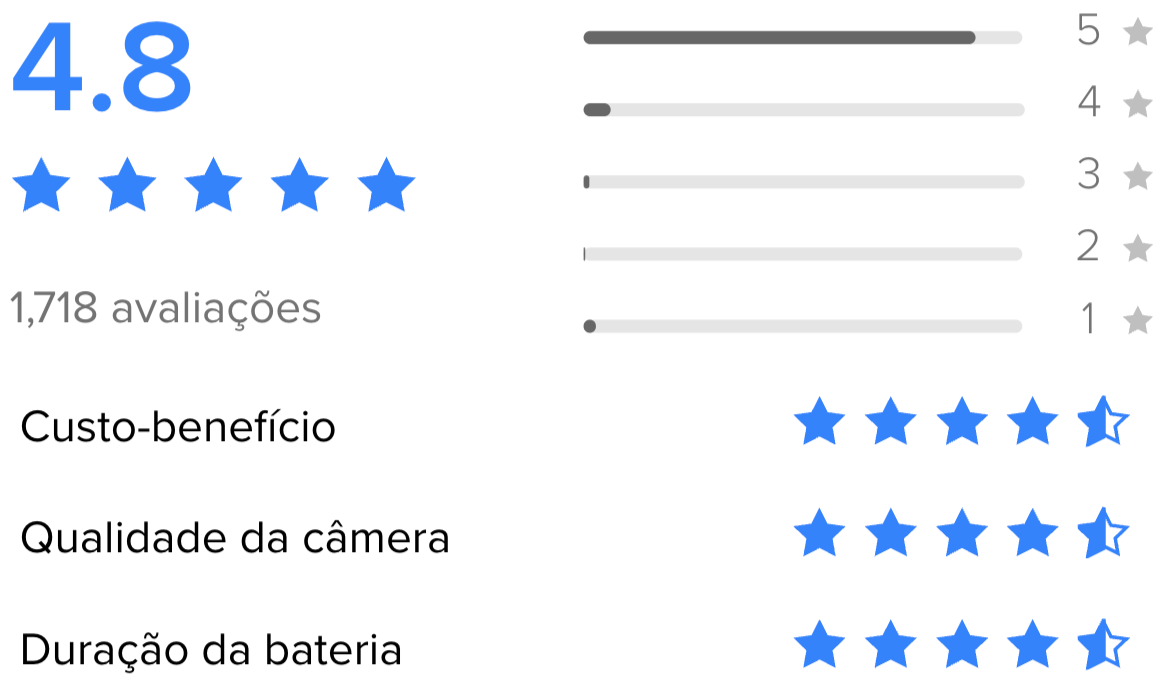 4.8
1,718 avaliações
5
4
3
2
1
Custo-benefício
Qualidade da câmera
Duração da bateria